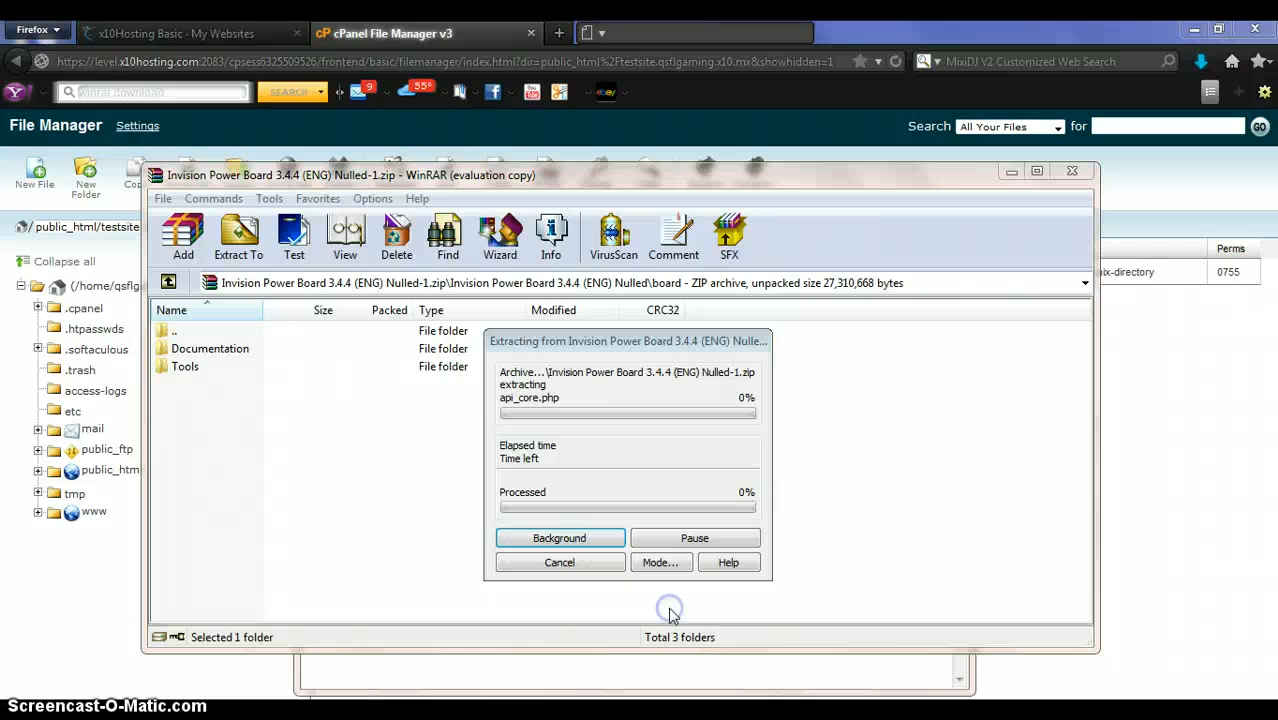 Firefox
x10Hosting Basic - My Websites
cPanel File Manager v3
https://level.x10hosting.com:2083/cpsess6325509526/frontend/basic/filemanager/index.html?dir=public_html%2Ftestsite.qsflgaming.x10.mx&showhidden=1
MixiDJ V2 Customized Web Search
winrar download
SEARCH
9
55°
You Tube
ebay
File Manager
Settings
Search
All Your Files
for
GO
New File
New Folder
public_html/testsite
Collapse all
(/home/qsflg
.cpanel
.htpasswds
.softaculous
.trash
access-logs
etc
mail
public_ftp
public_htm
tmp
www
Perms
0755
Invision Power Board 3.4.4 (ENG) Nulled-1.zip - WinRAR (evaluation copy)
File Commands Tools Favorites Options Help
Add Extract To Test View Delete Find Wizard Info VirusScan Comment SFX
Invision Power Board 3.4.4 (ENG) Nulled-1.zip\Invision Power Board 3.4.4 (ENG) Nulled\board - ZIP archive, unpacked size 27,310,668 bytes
Name Size Packed Type Modified CRC32
.. File folder
Documentation File folder
Tools File folder
Extracting from Invision Power Board 3.4.4 (ENG) Nulle...
Archive...\Invision Power Board 3.4.4 (ENG) Nulled-1.zip
extracting
api_core.php 0%
Elapsed time
Time left
Processed 0%
Background Pause
Cancel Mode... Help
Selected 1 folder
Total 3 folders
Screencast-O-Matic.com